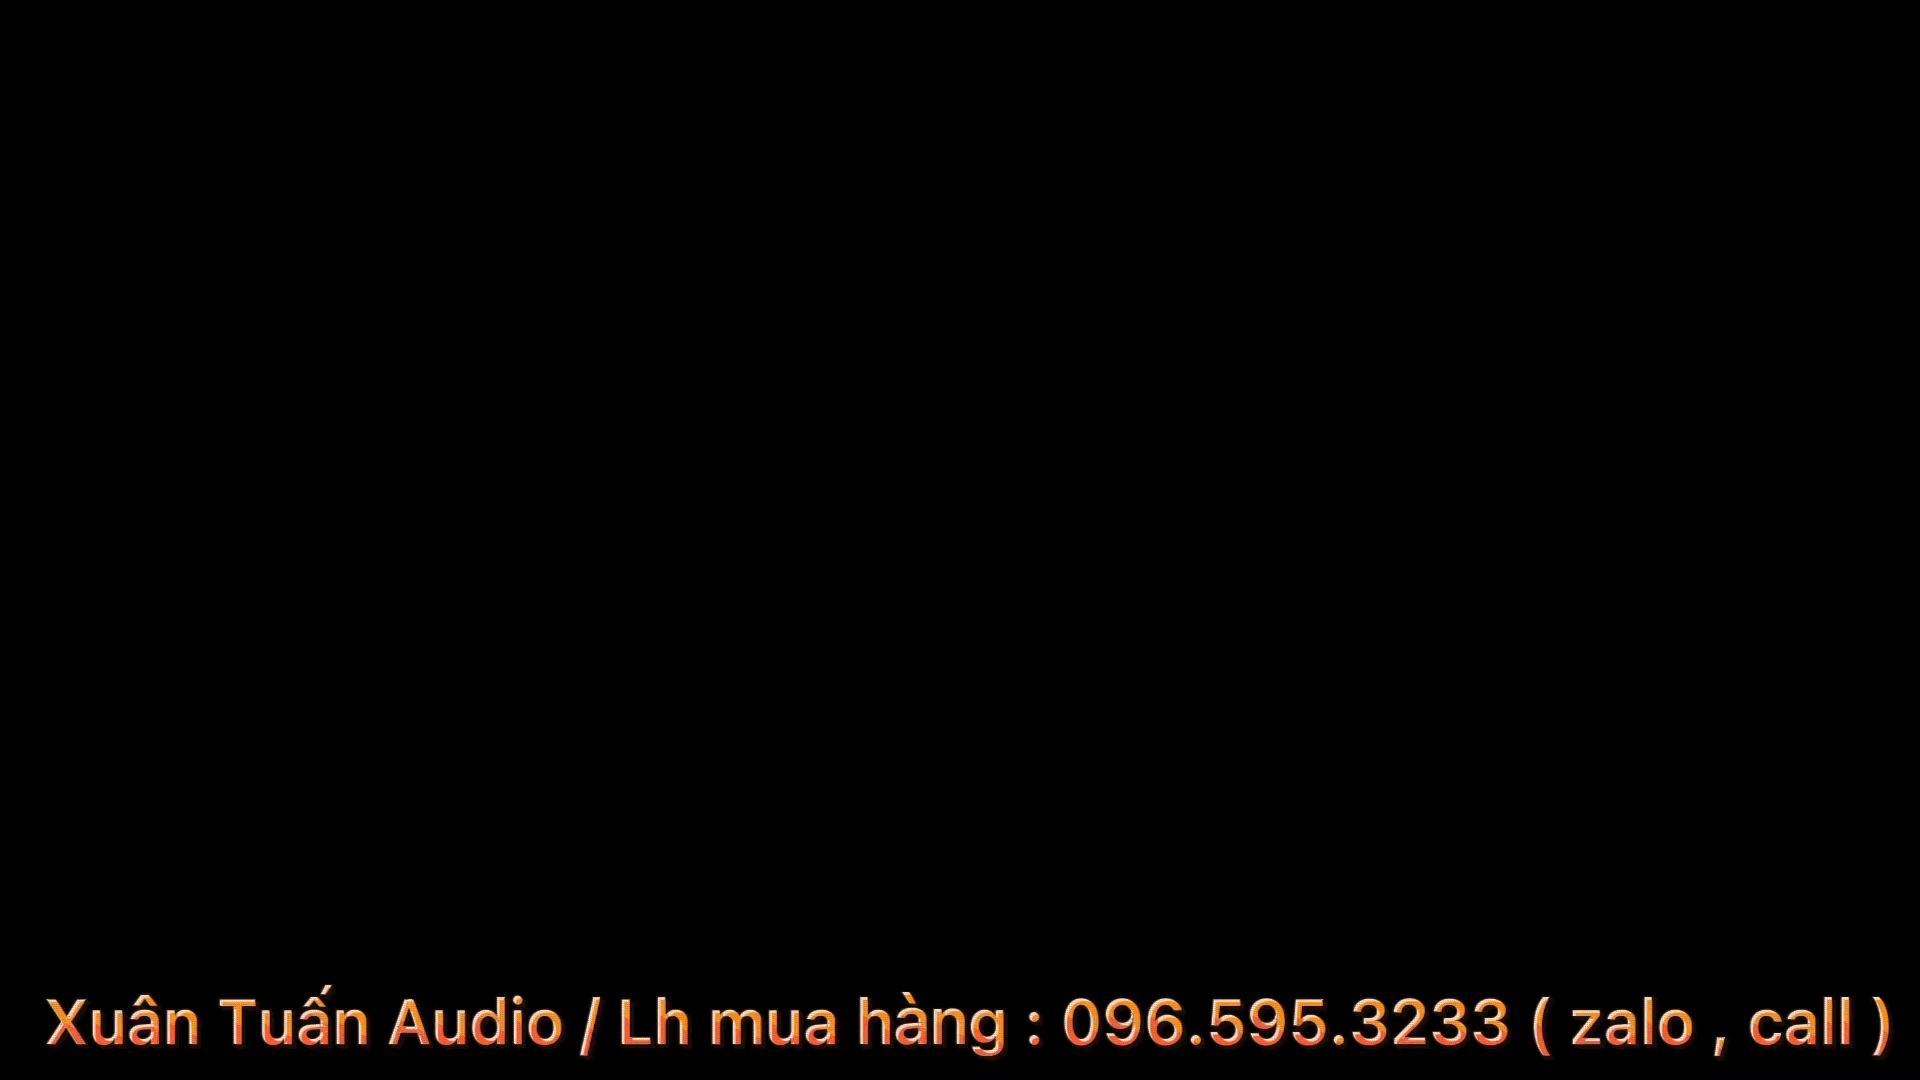 Xuân Tuấn Audio / Lh mua hàng : 096.595.3233 ( zalo , call )